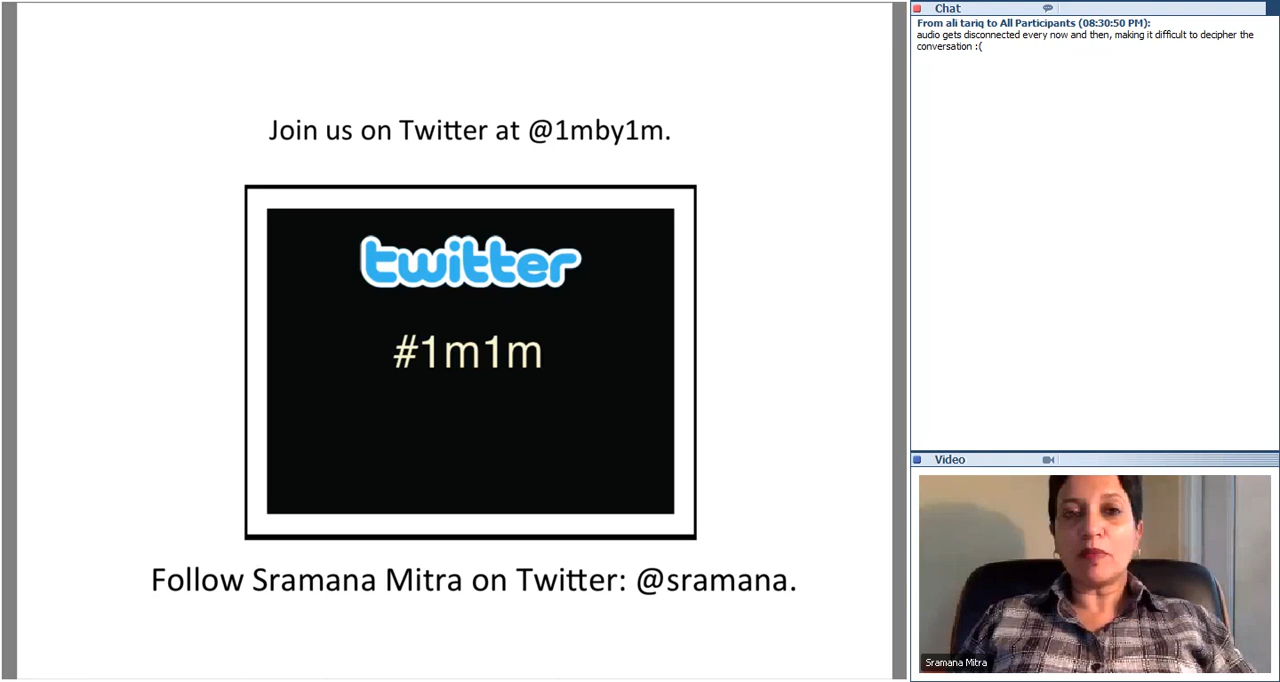 Join us on Twitter at @1mby1m.
twitter
#1m1m
Follow Sramana Mitra on Twitter: @sramana.
Chat
From ali tariq to All Participants (08:30:50 PM):
audio gets disconnected every now and then, making it difficult to decipher the
conversation :(
Video
Sramana Mitra